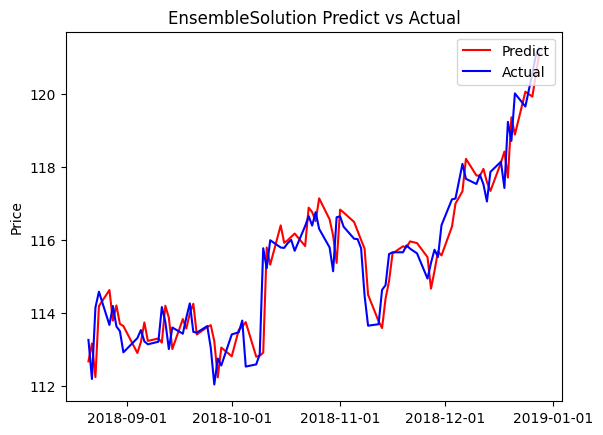 EnsembleSolution Predict vs Actual
Predict
Actual
Price
120
118
116
114
112
2018-09-01
2018-10-01
2018-11-01
2018-12-01
2019-01-01